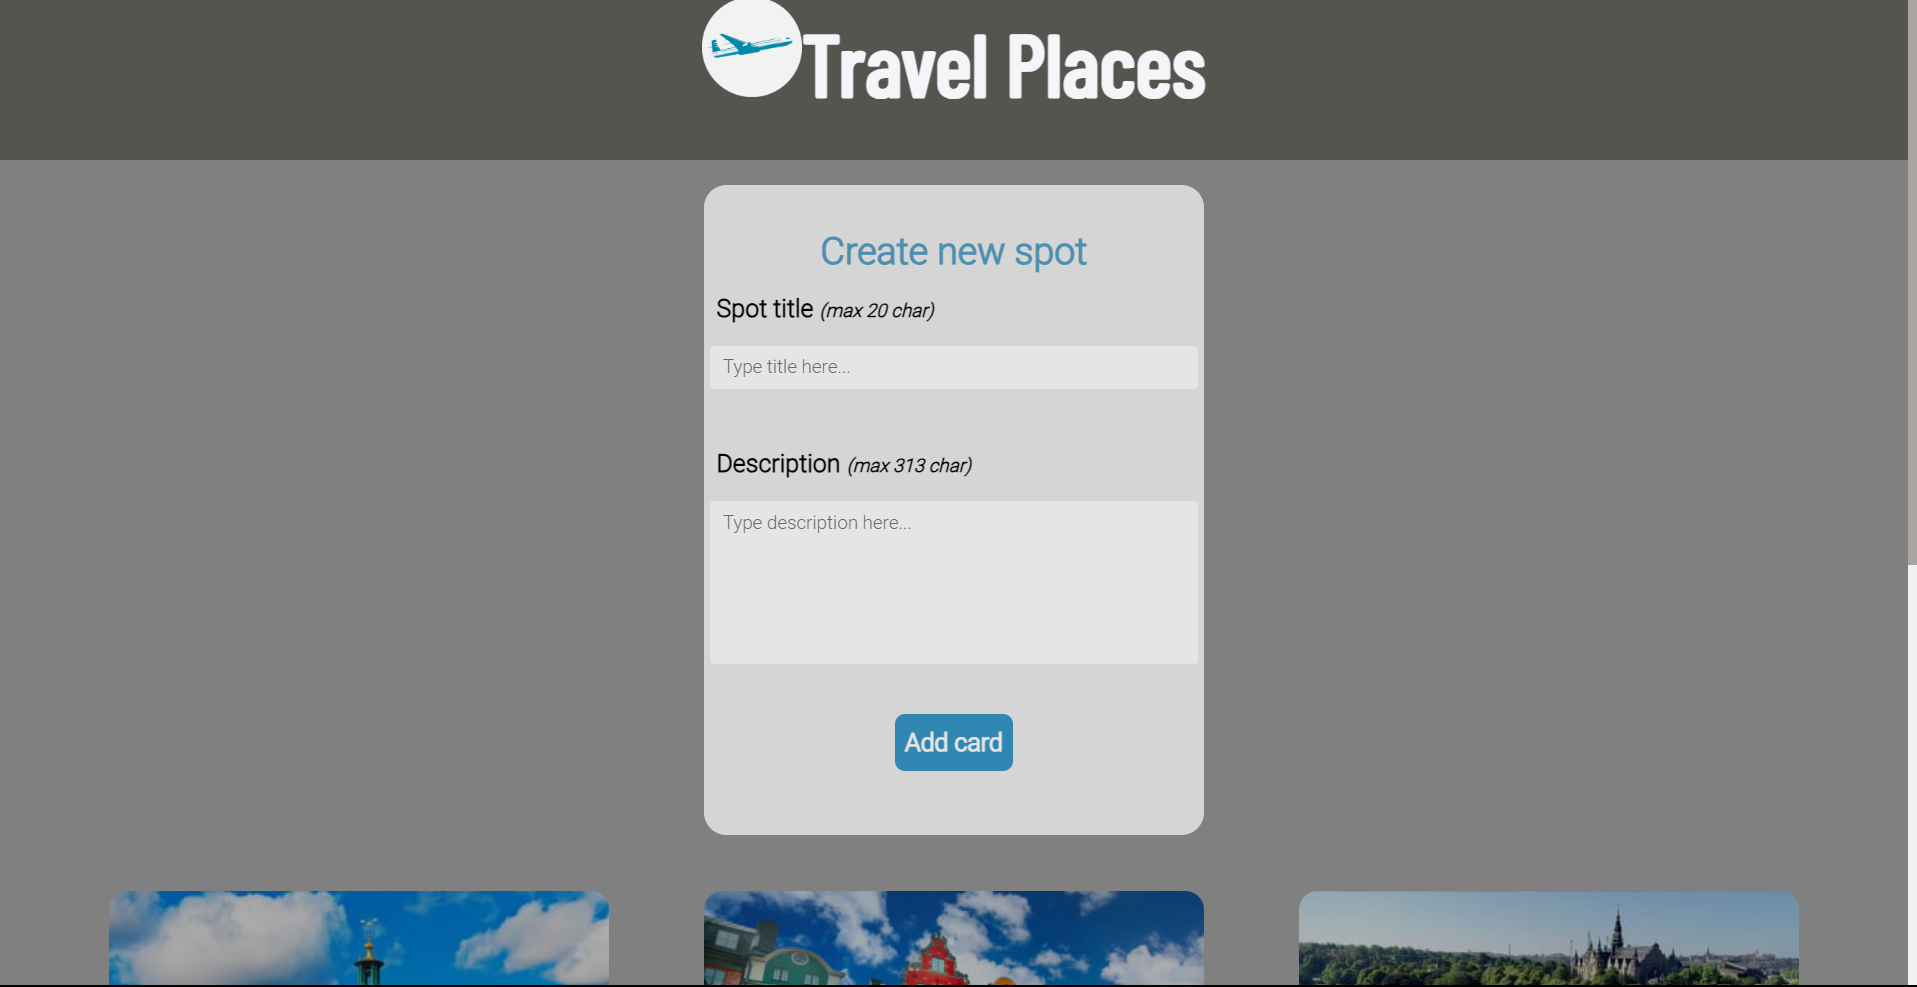 Travel Places
Create new spot
Spot title (max 20 char)
Type title here...
Description (max 313 char)
Type description here...
Add card